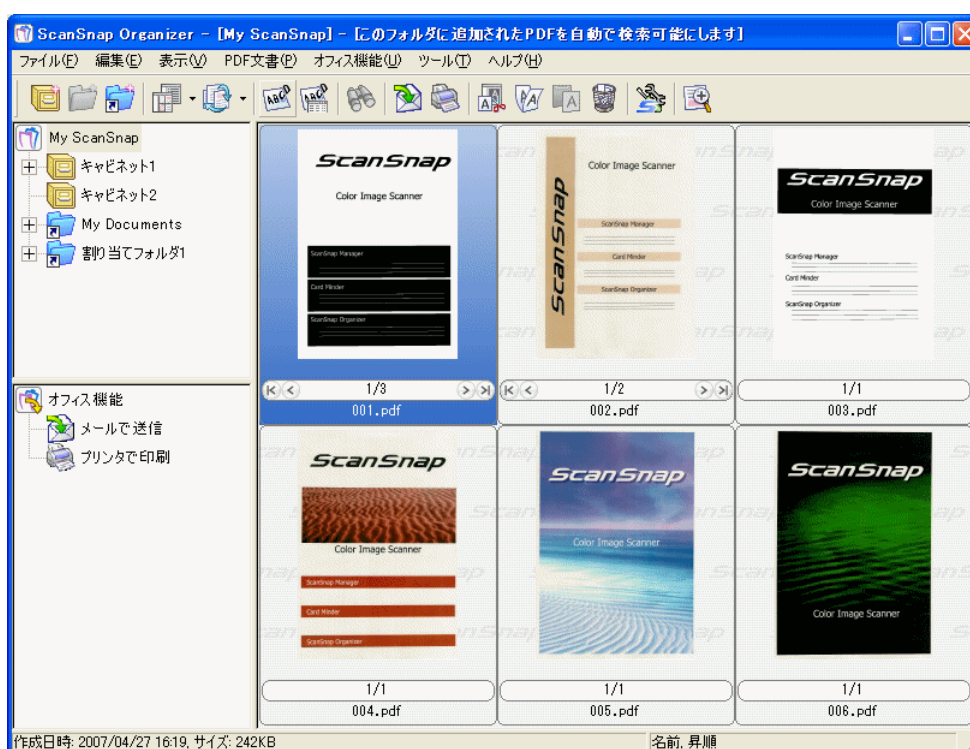 ScanSnap Organizer - [My ScanSnap] - [このフォルダに追加されたPDFを自動で検索可能にします]
ファイル(F) 編集(E) 表示(V) PDF文書(P) オフィス機能(U) ツール(T) ヘルプ(H)
My ScanSnap
キャビネット1
キャビネット2
My Documents
割り当てフォルダ1
オフィス機能
メールで送信
プリンタで印刷
ScanSnap
Color Image Scanner
ScanSnap Manager
Card Minder
ScanSnap Organizer
1/3
001.pdf
ScanSnap
Color Image Scanner
ScanSnap Manager
Card Minder
ScanSnap Organizer
1/2
002.pdf
ScanSnap
Color Image Scanner
ScanSnap Manager
Card Minder
ScanSnap Organizer
1/1
003.pdf
ScanSnap
Color Image Scanner
ScanSnap Manager
Card Minder
ScanSnap Organizer
1/1
004.pdf
ScanSnap
Color Image Scanner
1/1
005.pdf
ScanSnap
Color Image Scanner
1/1
006.pdf
作成日時: 2007/04/27 16:19, サイズ: 242KB
名前, 昇順